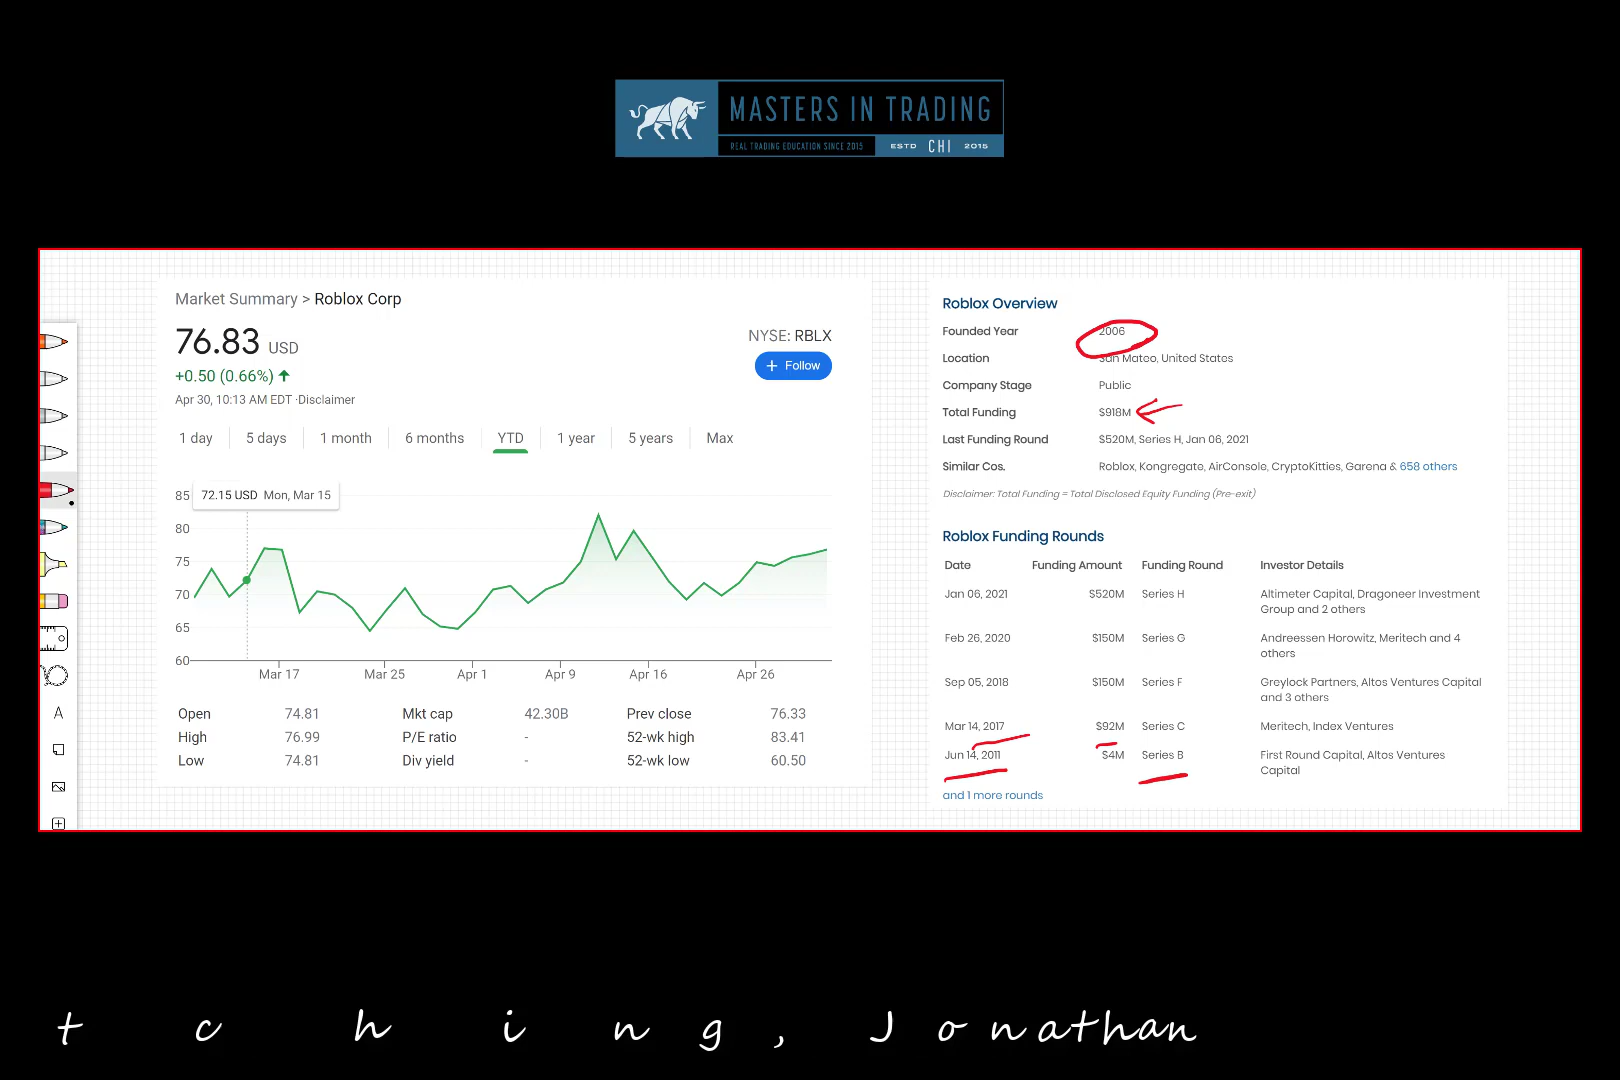 MASTERS IN TRADING
REAL TRADING EDUCATION SINCE 2015
ESTD CHI 2015
Market Summary > Roblox Corp
76.83 USD
+0.50 (0.66%) ↑
Apr 30, 10:13 AM EDT ·Disclaimer
NYSE: RBLX
+ Follow
1 day 5 days 1 month 6 months YTD 1 year 5 years Max
72.15 USD Mon, Mar 15
85
80
75
70
65
60
Mar 17 Mar 25 Apr 1 Apr 9 Apr 16 Apr 26
Open 74.81 Mkt cap 42.30B Prev close 76.33
High 76.99 P/E ratio - 52-wk high 83.41
Low 74.81 Div yield - 52-wk low 60.50
Roblox Overview
Founded Year 2006
Location San Mateo, United States
Company Stage Public
Total Funding $918M
Last Funding Round $520M, Series H, Jan 06, 2021
Similar Cos. Roblox, Kongregate, AirConsole, CryptoKitties, Garena & 658 others
Disclaimer: Total Funding = Total Disclosed Equity Funding (Pre-exit)
Roblox Funding Rounds
Date Funding Amount Funding Round Investor Details
Jan 06, 2021 $520M Series H Altimeter Capital, Dragoneer Investment
Group and 2 others
Feb 26, 2020 $150M Series G Andreessen Horowitz, Meritech and 4
others
Sep 05, 2018 $150M Series F Greylock Partners, Altos Ventures Capital
and 3 others
Mar 14, 2017 $92M Series C Meritech, Index Ventures
Jun 14, 2011 $4M Series B First Round Capital, Altos Ventures
Capital
and 1 more rounds
A
t c h i n g , J o nathan